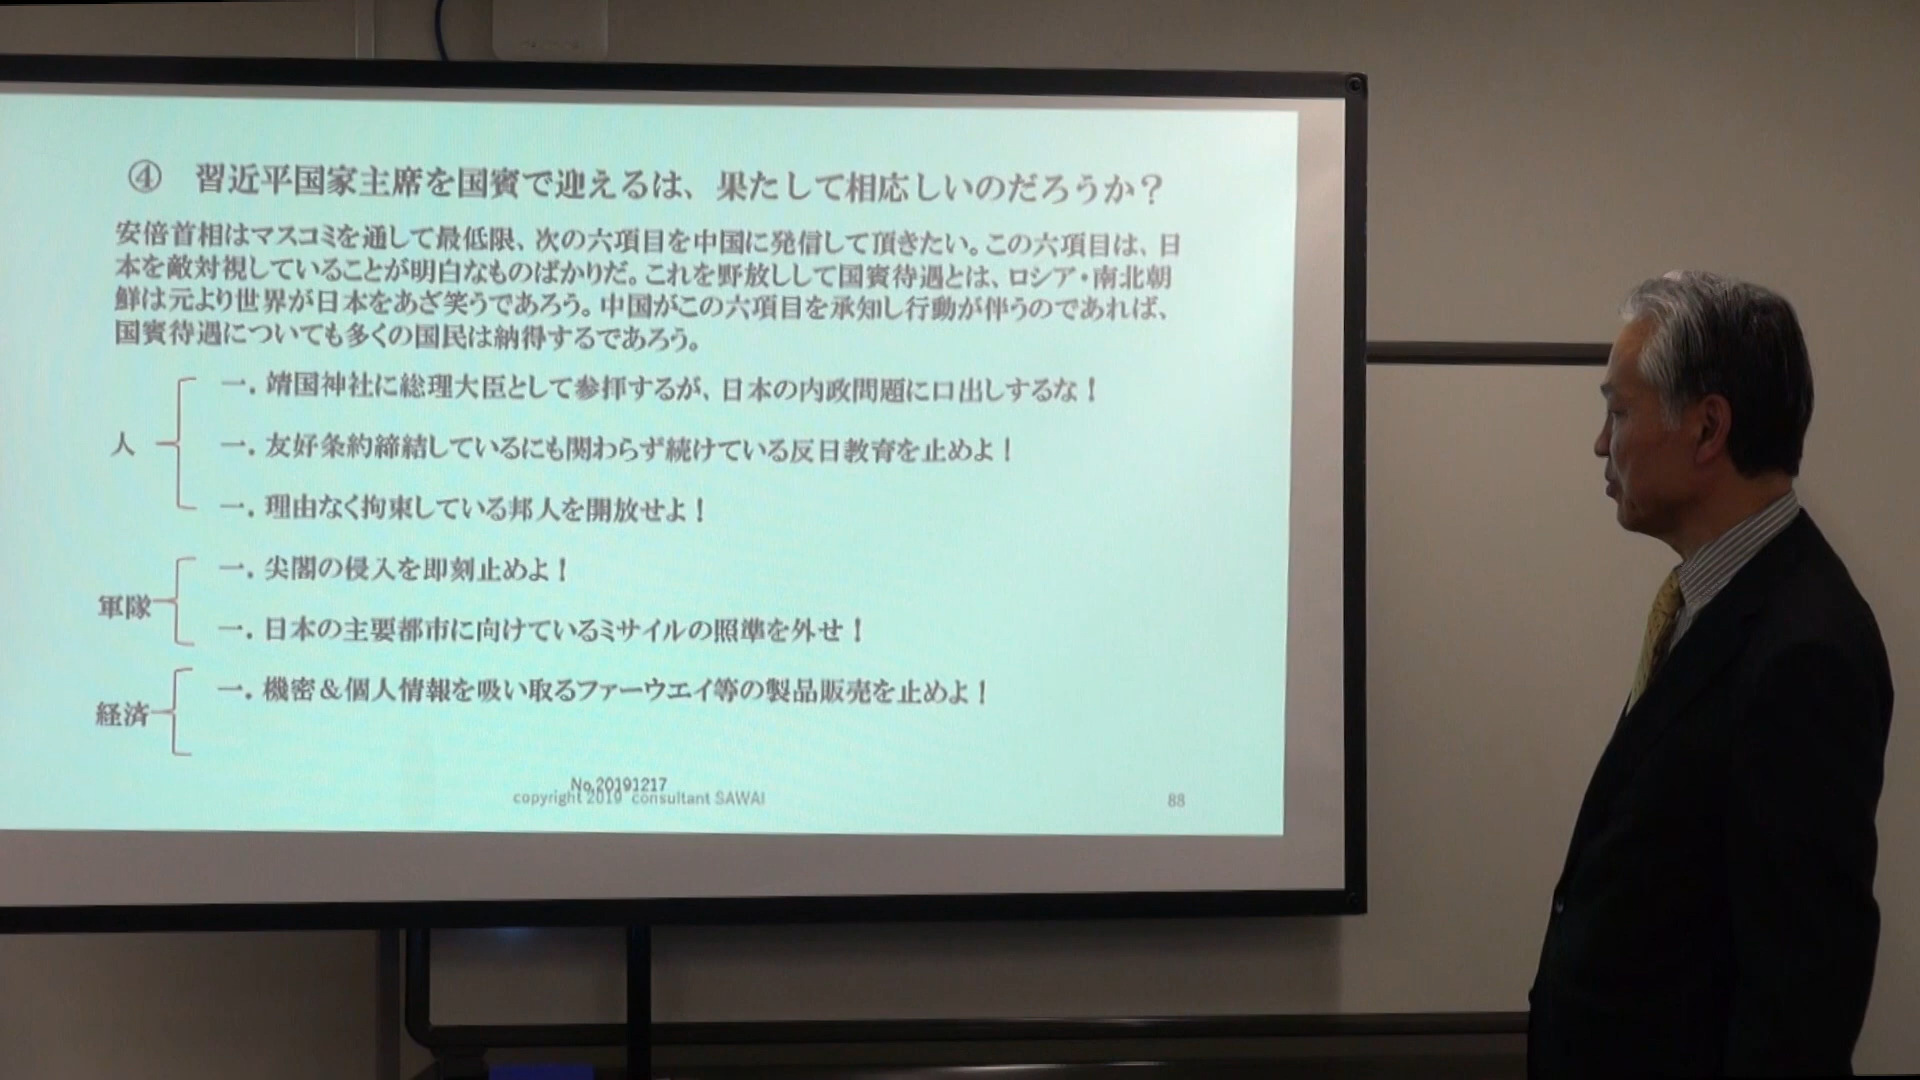 ④ 習近平国家主席を国賓で迎えるは、果たして相応しいのだろうか？
安倍首相はマスコミを通して最低限、次の六項目を中国に発信して頂きたい。この六項目は、日
本を敵対視していることが明白なものばかりだ。これを野放しして国賓待遇とは、ロシア・南北朝
鮮は元より世界が日本をあざ笑うであろう。中国がこの六項目を承知し行動が伴うのであれば、
国賓待遇についても多くの国民は納得するであろう。
人
一．靖国神社に総理大臣として参拝するが、日本の内政問題に口出しするな！
一．友好条約締結しているにも関わらず続けている反日教育を止めよ！
一．理由なく拘束している邦人を開放せよ！
軍隊
一．尖閣の侵入を即刻止めよ！
一．日本の主要都市に向けているミサイルの照準を外せ！
経済
一．機密＆個人情報を吸い取るファーウエイ等の製品販売を止めよ！
No.20191217
copyright 2019 consultant SAWAI
88